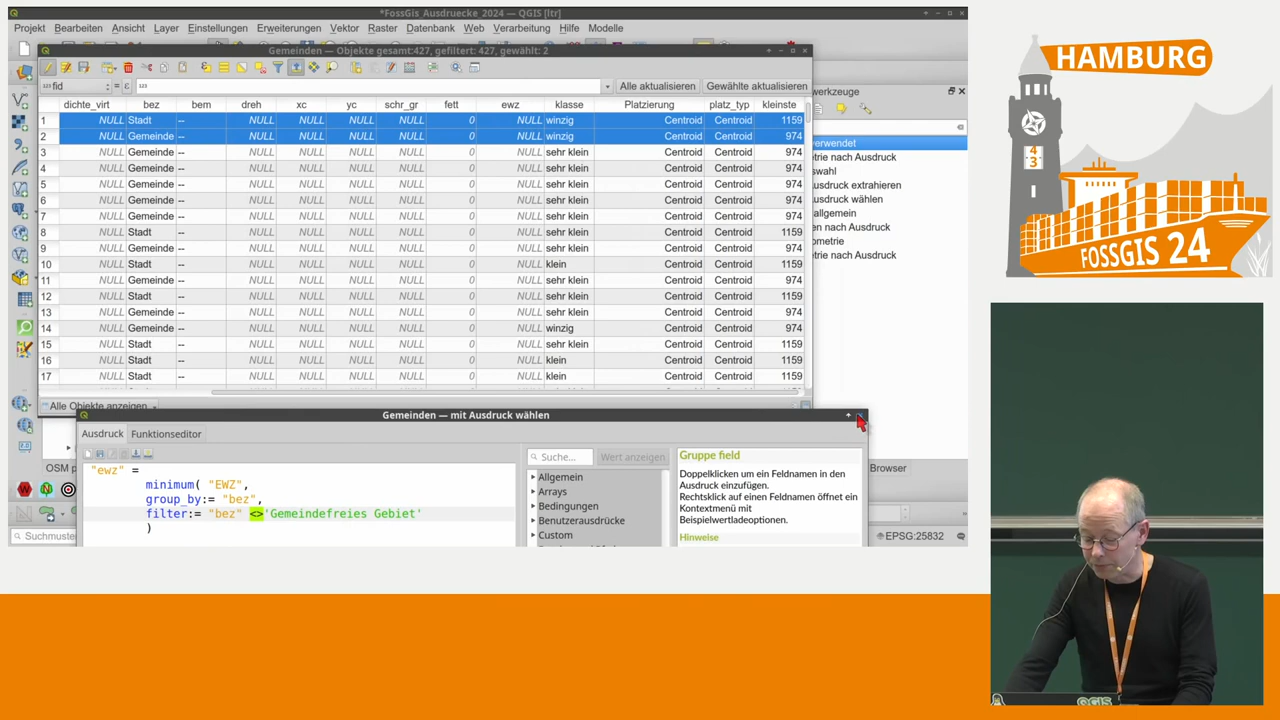 *FossGis_Ausdruecke_2024 — QGIS [ltr]
Projekt Bearbeiten Ansicht Layer Einstellungen Erweiterungen Vektor Raster Datenbank Web Verarbeitung Hilfe Modelle
Gemeinden — Objekte gesamt:427, gefiltert: 427, gewählt: 2
123 fid = ε 123 Alle aktualisieren Gewählte aktualisieren
dichte_virt bez bem dreh xc yc schr_gr fett ewz klasse Platzierung platz_typ kleinste
1 NULL Stadt -- NULL NULL NULL NULL 0 NULL winzig Centroid Centroid 1159
2 NULL Gemeinde -- NULL NULL NULL NULL 0 NULL winzig Centroid Centroid 974
3 NULL Gemeinde -- NULL NULL NULL NULL 0 NULL sehr klein Centroid Centroid 974
4 NULL Gemeinde -- NULL NULL NULL NULL 0 NULL sehr klein Centroid Centroid 974
5 NULL Gemeinde -- NULL NULL NULL NULL 0 NULL sehr klein Centroid Centroid 974
6 NULL Gemeinde -- NULL NULL NULL NULL 0 NULL sehr klein Centroid Centroid 974
7 NULL Gemeinde -- NULL NULL NULL NULL 0 NULL sehr klein Centroid Centroid 974
8 NULL Stadt -- NULL NULL NULL NULL 0 NULL sehr klein Centroid Centroid 1159
9 NULL Gemeinde -- NULL NULL NULL NULL 0 NULL sehr klein Centroid Centroid 974
10 NULL Stadt -- NULL NULL NULL NULL 0 NULL klein Centroid Centroid 1159
11 NULL Gemeinde -- NULL NULL NULL NULL 0 NULL sehr klein Centroid Centroid 974
12 NULL Stadt -- NULL NULL NULL NULL 0 NULL sehr klein Centroid Centroid 1159
13 NULL Gemeinde -- NULL NULL NULL NULL 0 NULL sehr klein Centroid Centroid 974
14 NULL Gemeinde -- NULL NULL NULL NULL 0 NULL winzig Centroid Centroid 974
15 NULL Stadt -- NULL NULL NULL NULL 0 NULL sehr klein Centroid Centroid 1159
16 NULL Stadt -- NULL NULL NULL NULL 0 NULL klein Centroid Centroid 1159
17 NULL Stadt -- NULL NULL NULL NULL 0 NULL klein Centroid Centroid 1159
Alle Objekte anzeigen
werkzeuge
verwendet
etrie nach Ausdruck
swahl
usdruck extrahieren
usdruck wählen
allgemein
en nach Ausdruck
ometrie
etrie nach Ausdruck
Gemeinden — mit Ausdruck wählen
Ausdruck Funktionseditor
"ewz" =
minimum( "EWZ",
group_by:= "bez",
filter:= "bez" <>'Gemeindefreies Gebiet'
)
Suche... Wert anzeigen
Allgemein
Arrays
Bedingungen
Benutzerausdrücke
Custom
Gruppe field
Doppelklicken um ein Feldnamen in den
Ausdruck einzufügen.
Rechtsklick auf einen Feldnamen öffnet ein
Kontextmenü mit
Beispielwertladeoptionen.
Hinweise
OSM p
Browser
Suchmuste
EPSG:25832
HAMBURG
4
3
FOSSGIS 24
QGIS